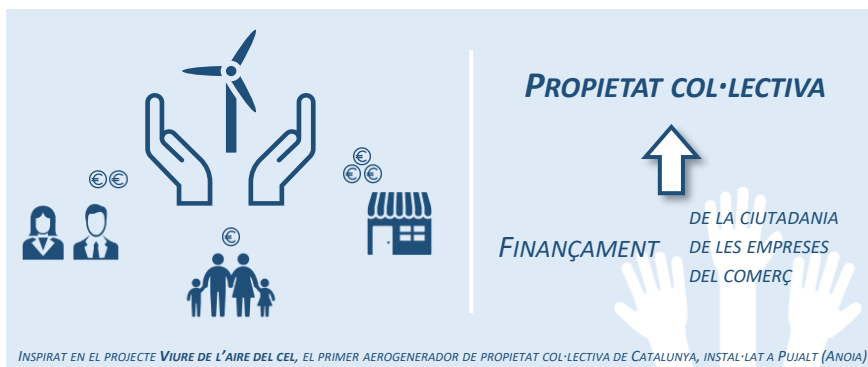 PROPIETAT COL·LECTIVA
FINANÇAMENT
DE LA CIUTADANIA
DE LES EMPRESES
DEL COMERÇ
€€
€
€€
€
INSPIRAT EN EL PROJECTE VIURE DE L'AIRE DEL CEL, EL PRIMER AEROGENERADOR DE PROPIETAT COL·LECTIVA DE CATALUNYA, INSTAL·LAT A PUJALT (ANOIA)